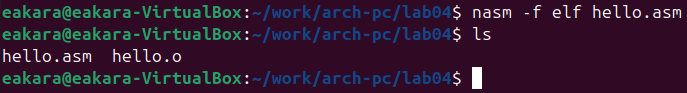 eakara@eakara-VirtualBox:~/work/arch-pc/lab04$ nasm -f elf hello.asm
eakara@eakara-VirtualBox:~/work/arch-pc/lab04$ ls
hello.asm  hello.o
eakara@eakara-VirtualBox:~/work/arch-pc/lab04$